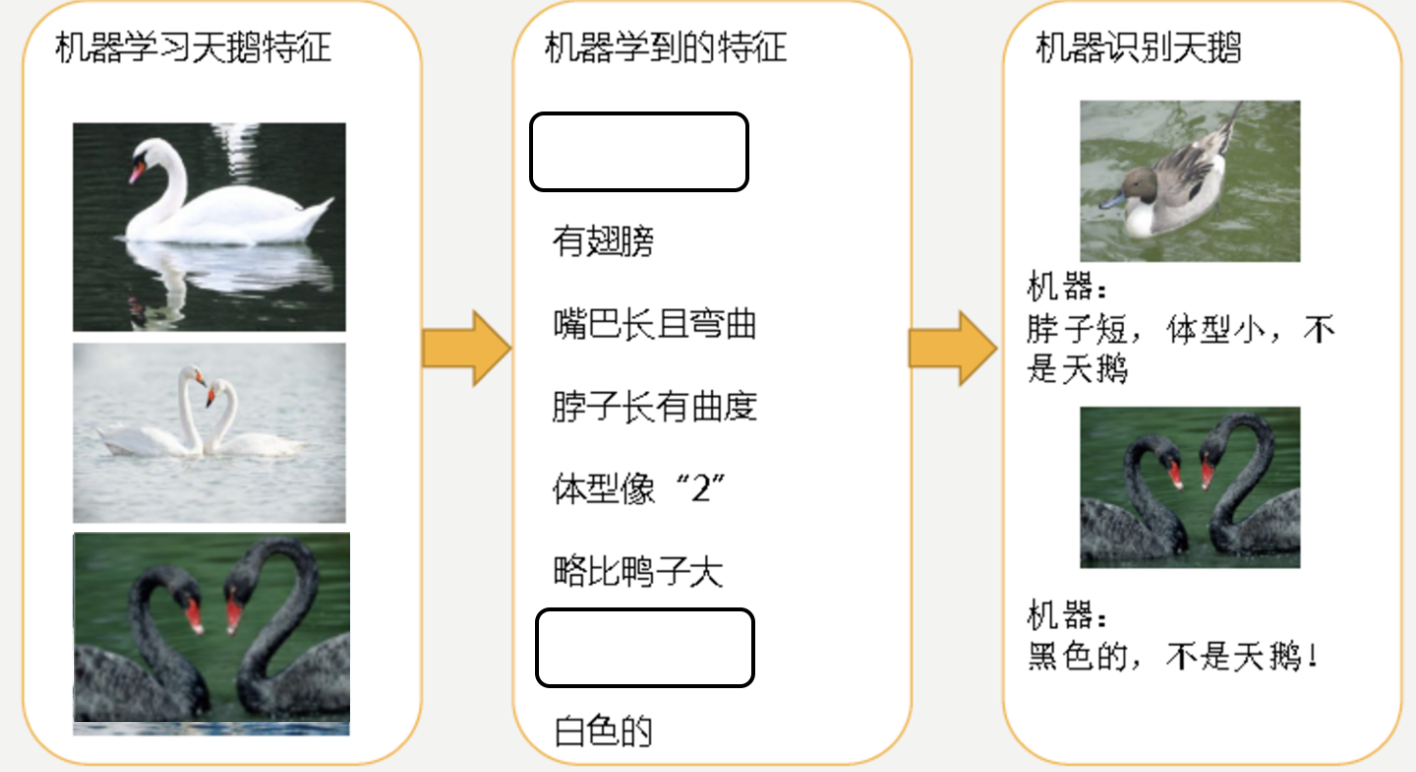 机器学习天鹅特征
机器学到的特征
有翅膀
嘴巴长且弯曲
脖子长有曲度
体型像“2”
略比鸭子大
白色的
机器识别天鹅
机器：
脖子短，体型小，不
是天鹅
机器：
黑色的，不是天鹅！